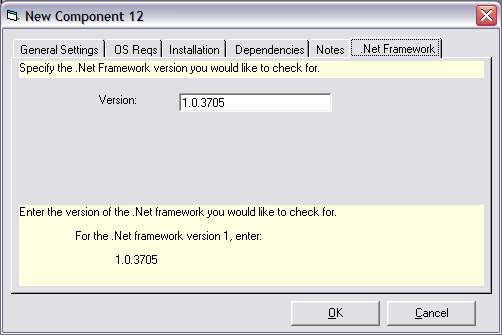 New Component 12
General Settings OS Reqs Installation Dependencies Notes .Net Framework
Specify the .Net Framework version you would like to check for.
Version: 1.0.3705
Enter the version of the .Net framework you would like to check for.
For the .Net framework version 1, enter:
1.0.3705
OK Cancel